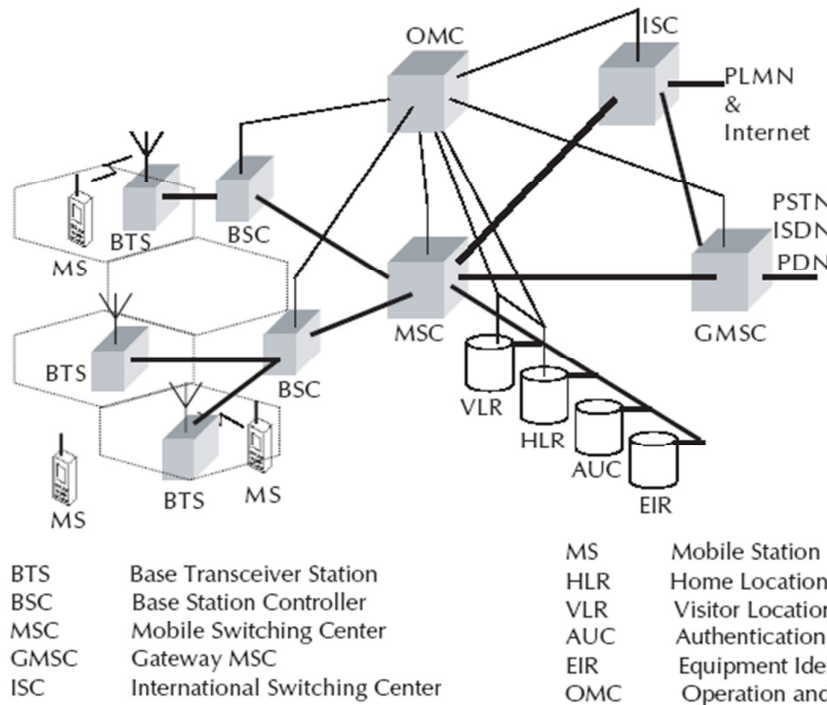 OMC
ISC
PLMN
&
Internet
BTS
BSC
MS
PSTN
ISDN
PDN
MSC
GMSC
BTS
BSC
VLR
HLR
AUC
EIR
BTS
MS
MS
BTS Base Transceiver Station
BSC Base Station Controller
MSC Mobile Switching Center
GMSC Gateway MSC
ISC International Switching Center
MS Mobile Station
HLR Home Location
VLR Visitor Location
AUC Authentication
EIR Equipment Ide
OMC Operation and